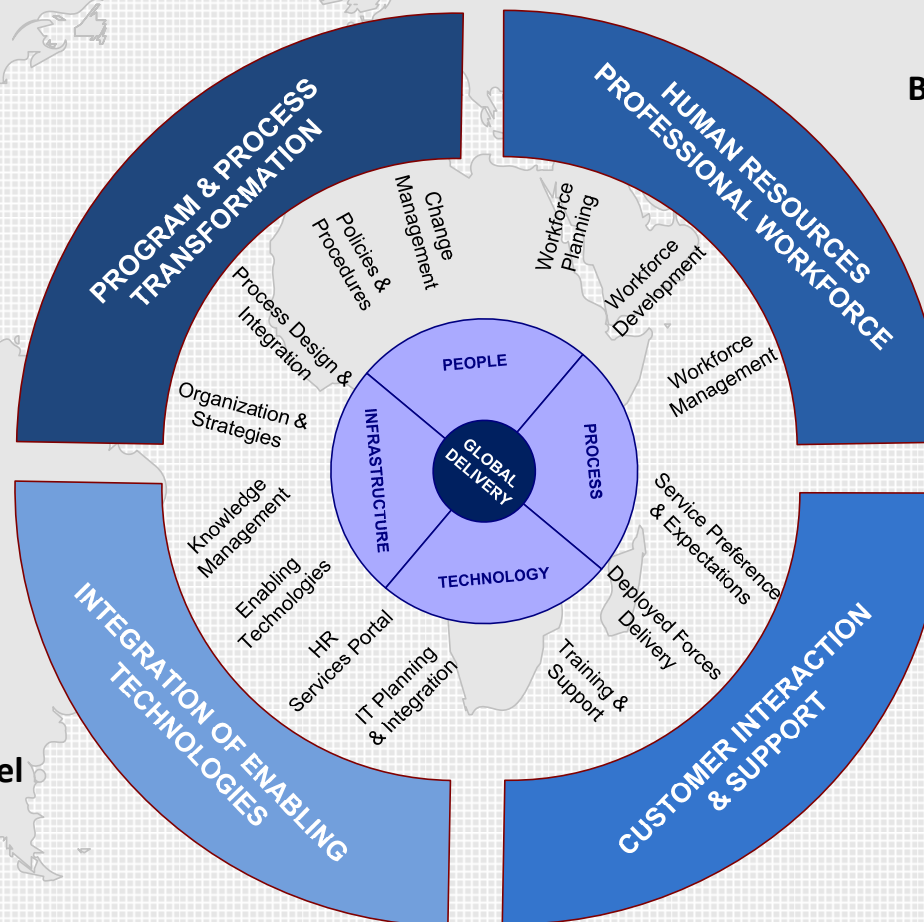 PROGRAM & PROCESS
TRANSFORMATION
HUMAN RESOURCES
PROFESSIONAL WORKFORCE
B
Change
Management
Policies &
Procedures
Process Design &
Integration
Organization &
Strategies
Workforce
Planning
Workforce
Development
Workforce
Management
PEOPLE
PROCESS
INFRASTRUCTURE
TECHNOLOGY
GLOBAL
DELIVERY
Knowledge
Management
Enabling
Technologies
HR
Services Portal
IT Planning
& Integration
Service Preference
& Expectations
Deployed Forces
Delivery
Training &
Support
el
INTEGRATION OF ENABLING
TECHNOLOGIES
CUSTOMER INTERACTION
& SUPPORT